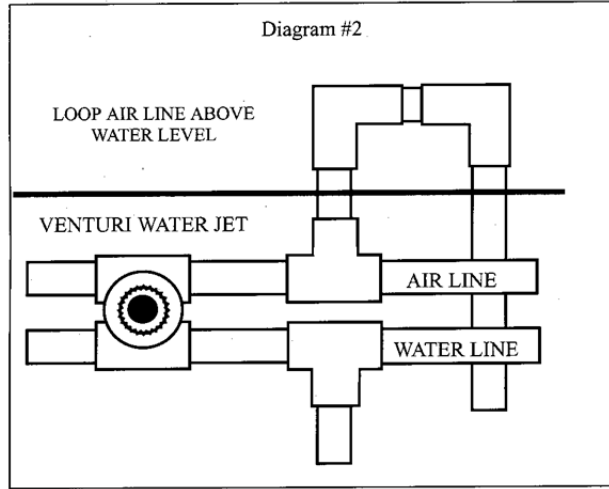 Diagram #2
LOOP AIR LINE ABOVE
WATER LEVEL
VENTURI WATER JET
AIR LINE
WATER LINE